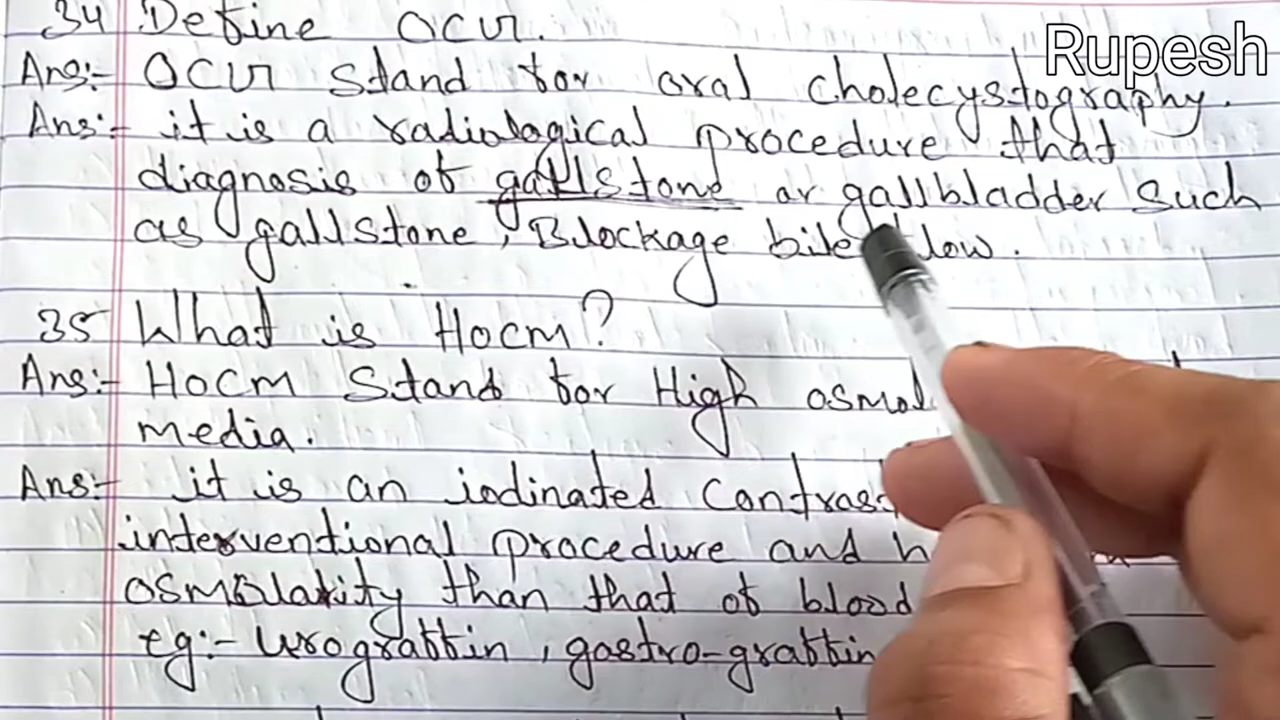 34 Define OCG.
Rupesh
Ans:- OCG stand for oral cholecystography.
Ans:- it is a radiological procedure that
diagnosis of gallstone or gallbladder such
as gallstone, Blockage bile flow.
35 What is HOCM?
Ans:- HOCM stand for High osmol
media.
Ans:- it is an iodinated contrast
interventional procedure and h
osmolarity than that of blood
eg:- urograffin, gastro-graffin